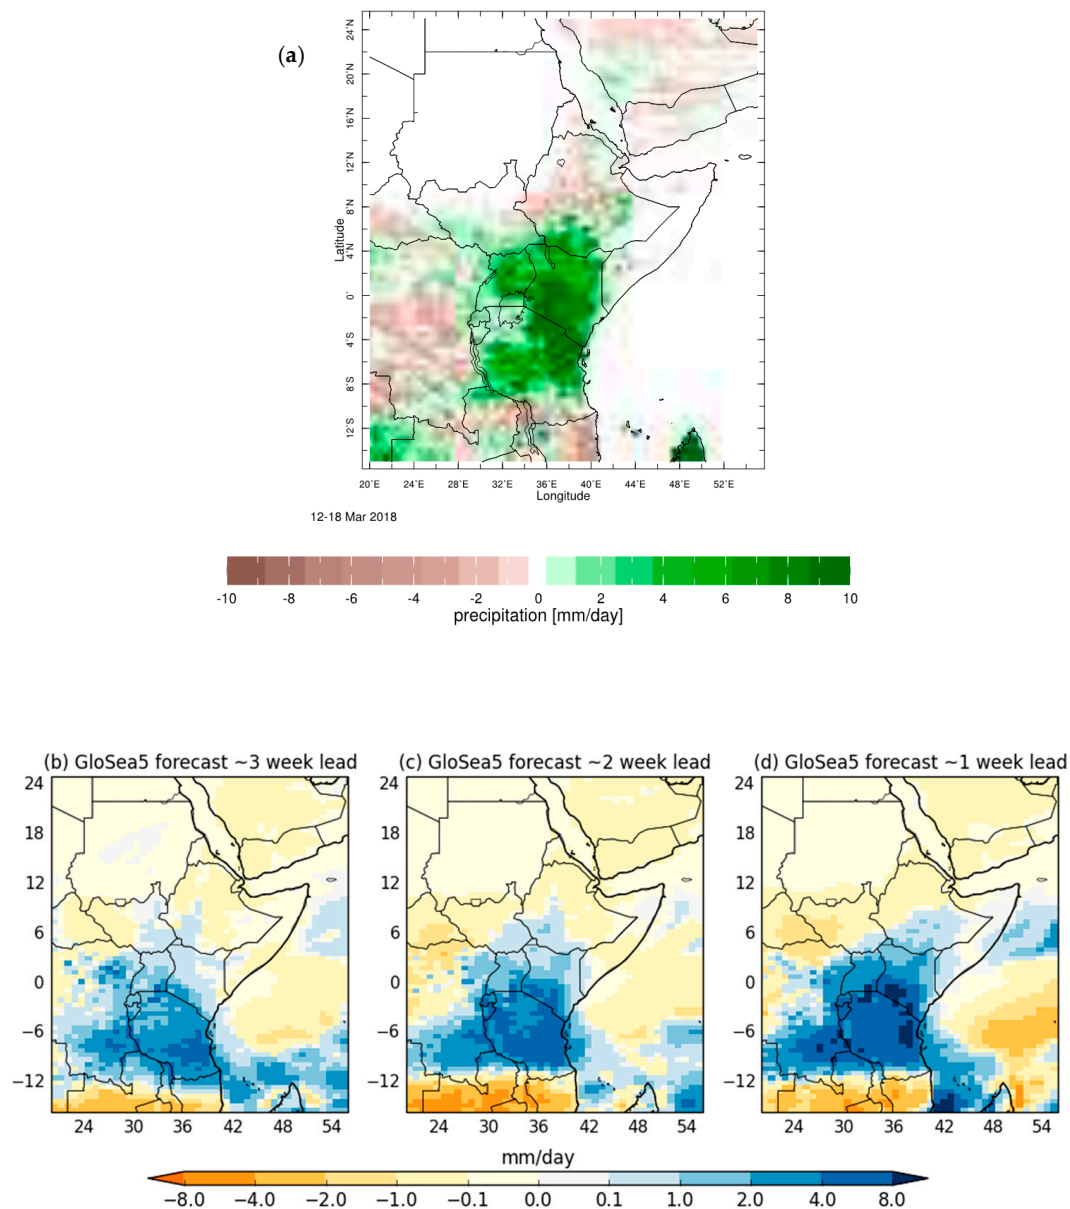 (a)
24°N
20°N
16°N
12°N
8°N
4°N
0°
4°S
8°S
12°S
Latitude
20°E 24°E 28°E 32°E 36°E 40°E 44°E 48°E 52°E
Longitude
12-18 Mar 2018
-10 -8 -6 -4 -2 0 2 4 6 8 10
precipitation [mm/day]
(b) GloSea5 forecast ~3 week lead
24
18
12
6
0
−6
−12
24 30 36 42 48 54
(c) GloSea5 forecast ~2 week lead
24
18
12
6
0
−6
−12
24 30 36 42 48 54
(d) GloSea5 forecast ~1 week lead
24
18
12
6
0
−6
−12
24 30 36 42 48 54
mm/day
−8.0 −4.0 −2.0 −1.0 −0.1 0.0 0.1 1.0 2.0 4.0 8.0